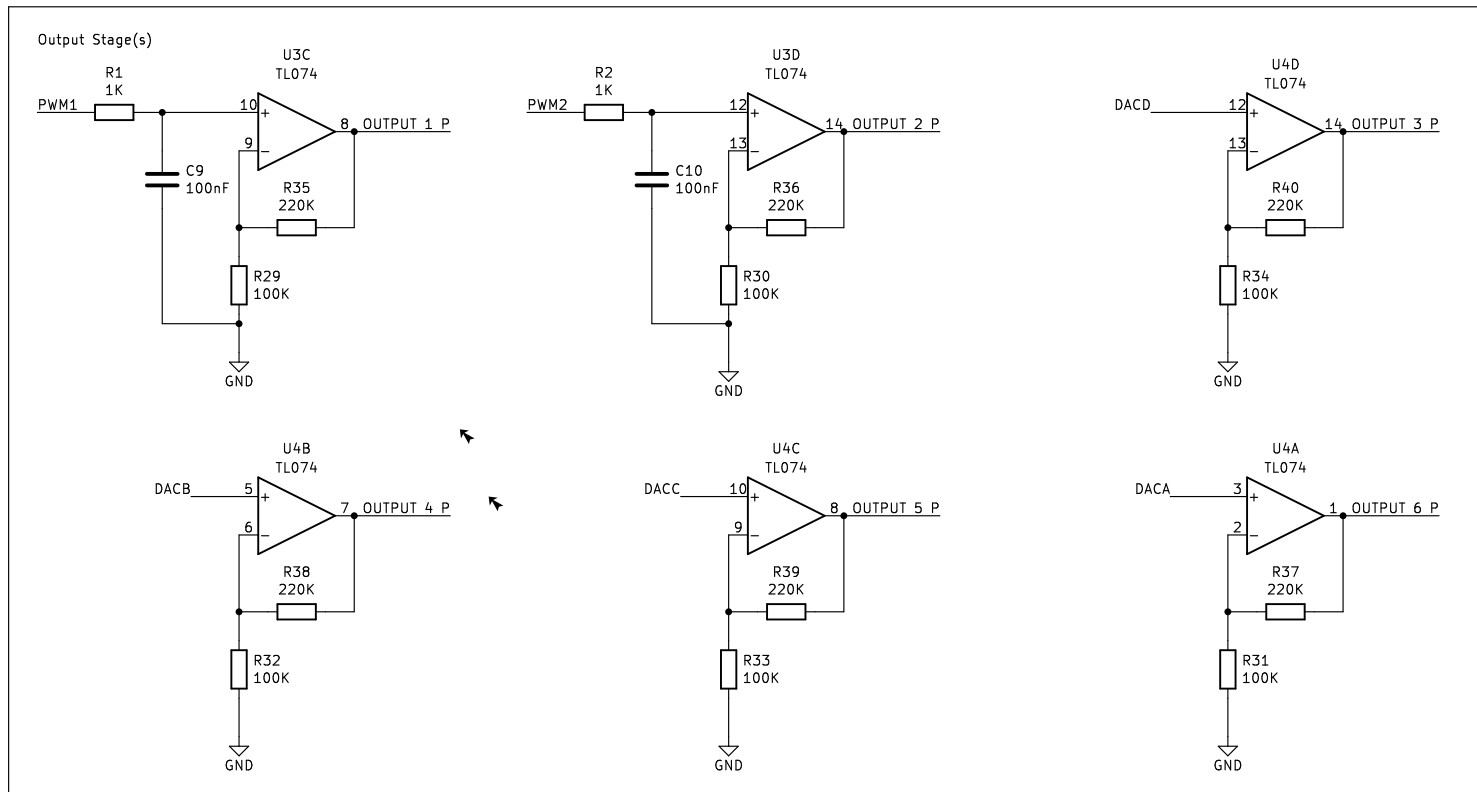 Output Stage(s)
U3C
TL074
R1
1K
PWM1
10
+
9
−
8
OUTPUT 1 P
C9
100nF
R35
220K
R29
100K
GND
U3D
TL074
R2
1K
PWM2
12
+
13
−
14
OUTPUT 2 P
C10
100nF
R36
220K
R30
100K
GND
U4D
TL074
DACD
12
+
13
−
14
OUTPUT 3 P
R40
220K
R34
100K
GND
U4B
TL074
DACB
5
+
6
−
7
OUTPUT 4 P
R38
220K
R32
100K
GND
U4C
TL074
DACC
10
+
9
−
8
OUTPUT 5 P
R39
220K
R33
100K
GND
U4A
TL074
DACA
3
+
2
−
1
OUTPUT 6 P
R37
220K
R31
100K
GND